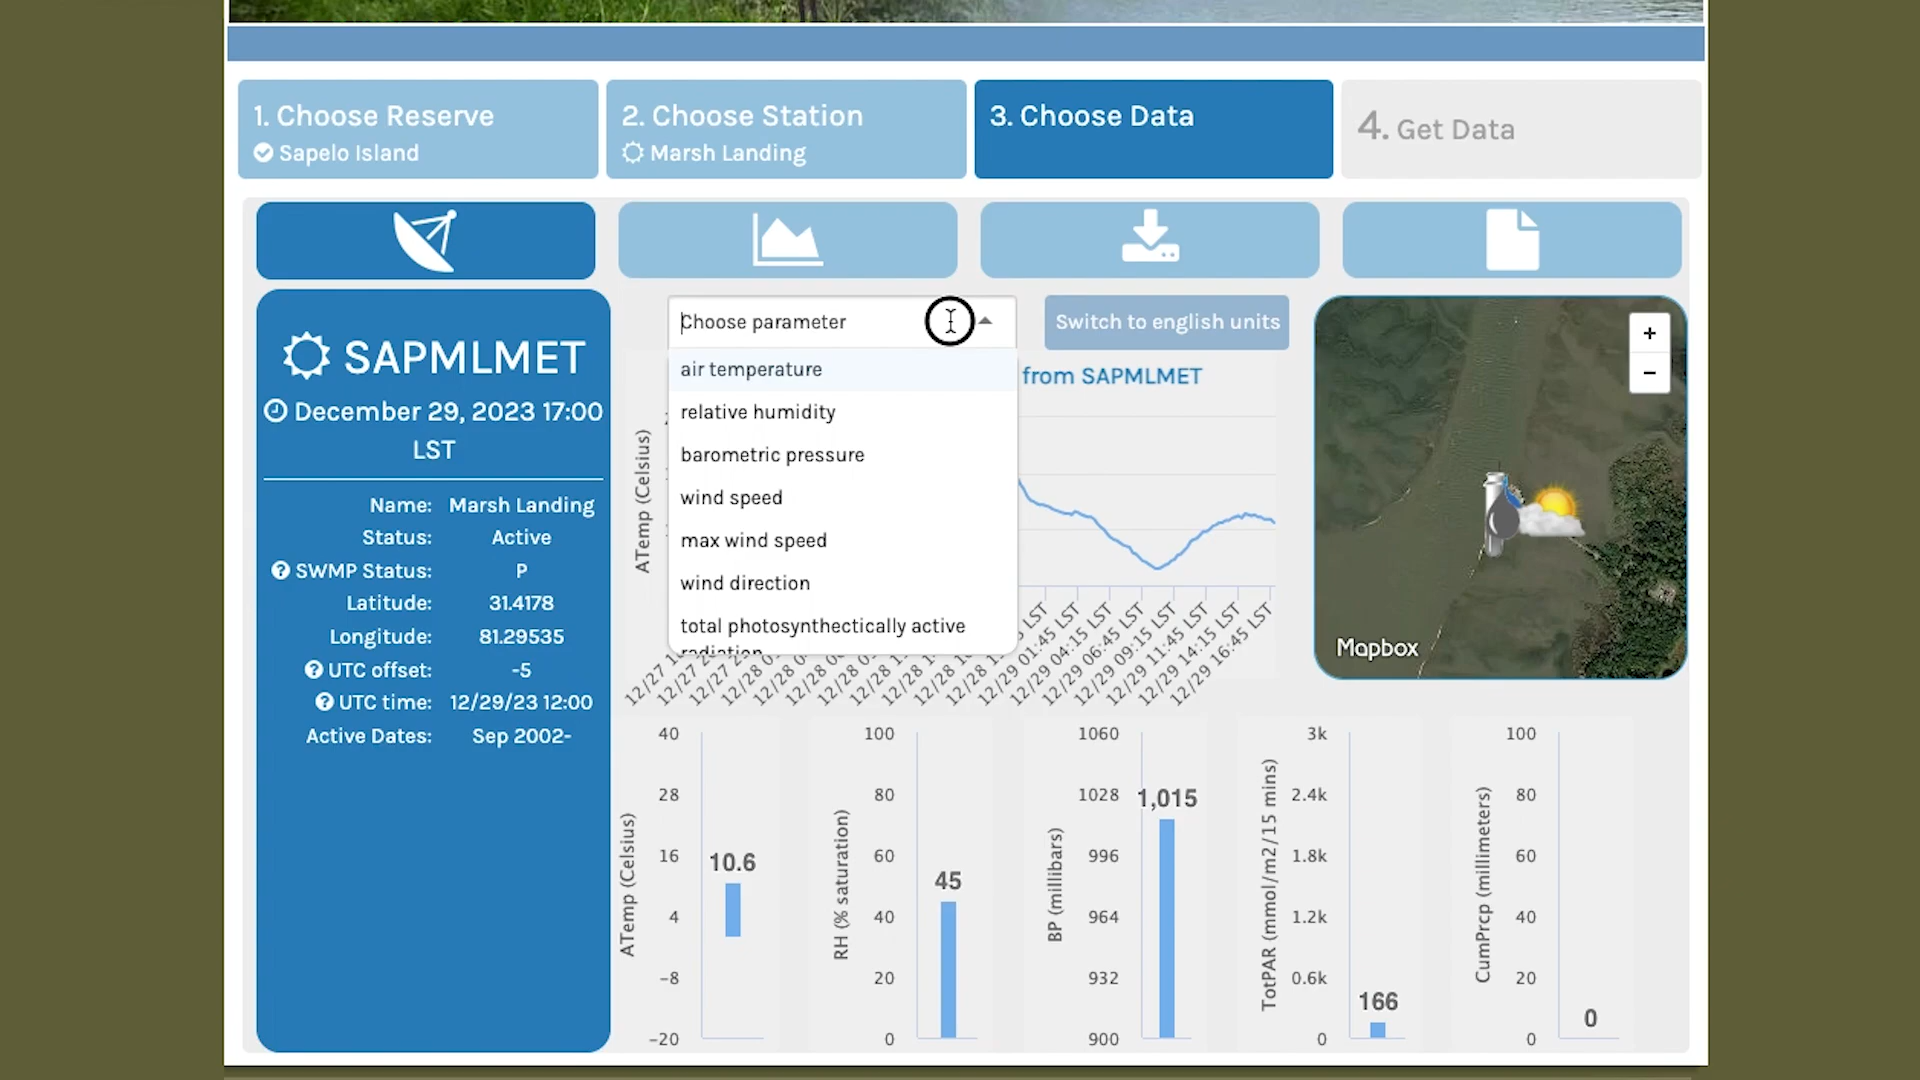 1. Choose Reserve
Sapelo Island
2. Choose Station
Marsh Landing
3. Choose Data
4. Get Data
SAPMLMET
December 29, 2023 17:00
LST
Name: Marsh Landing
Status: Active
SWMP Status: P
Latitude: 31.4178
Longitude: 81.29535
UTC offset: -5
UTC time: 12/29/23 12:00
Active Dates: Sep 2002-
Choose parameter
air temperature
relative humidity
barometric pressure
wind speed
max wind speed
wind direction
total photosynthectically active
radiation
Switch to english units
from SAPMLMET
ATemp (Celsius)
LST
12/29 01:45 LST
12/29 04:15 LST
12/29 06:45 LST
12/29 09:15 LST
12/29 11:45 LST
12/29 14:15 LST
12/29 16:45 LST
+
−
Mapbox
ATemp (Celsius)
40
28
16
4
-8
-20
10.6
RH (% saturation)
100
80
60
40
20
0
45
BP (millibars)
1060
1028
996
964
932
900
1,015
TotPAR (mmol/m2/15 mins)
3k
2.4k
1.8k
1.2k
0.6k
0
166
CumPrcp (millimeters)
100
80
60
40
20
0
0